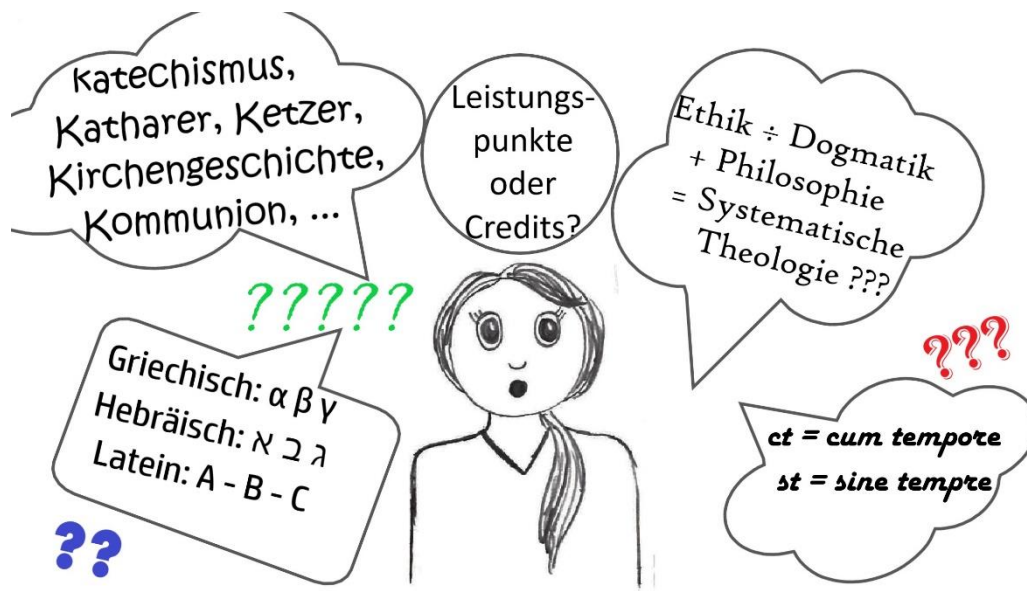 Katechismus,
Katharer, Ketzer,
Kirchengeschichte,
Kommunion, ...
Leistungs-
punkte
oder
Credits?
Ethik ÷ Dogmatik
+ Philosophie
= Systematische
Theologie ???
?????
???
Griechisch: α β γ
Hebräisch: א ב ג
Latein: A - B - C
ct = cum tempore
st = sine tempre
??